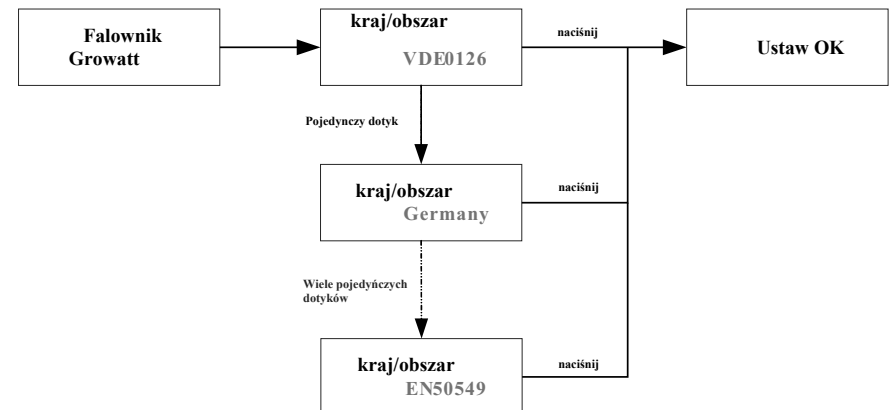 Falownik
Growatt
kraj/obszar
VDE0126
naciśnij
Ustaw OK
Pojedynczy dotyk
kraj/obszar
Germany
naciśnij
Wiele pojedyńczych
dotyków
kraj/obszar
EN50549
naciśnij